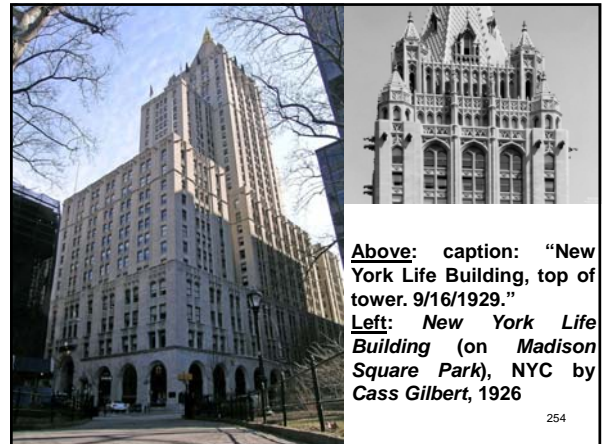 Above: caption: “New
York Life Building, top of
tower. 9/16/1929.”
Left: New York Life
Building (on Madison
Square Park), NYC by
Cass Gilbert, 1926
254